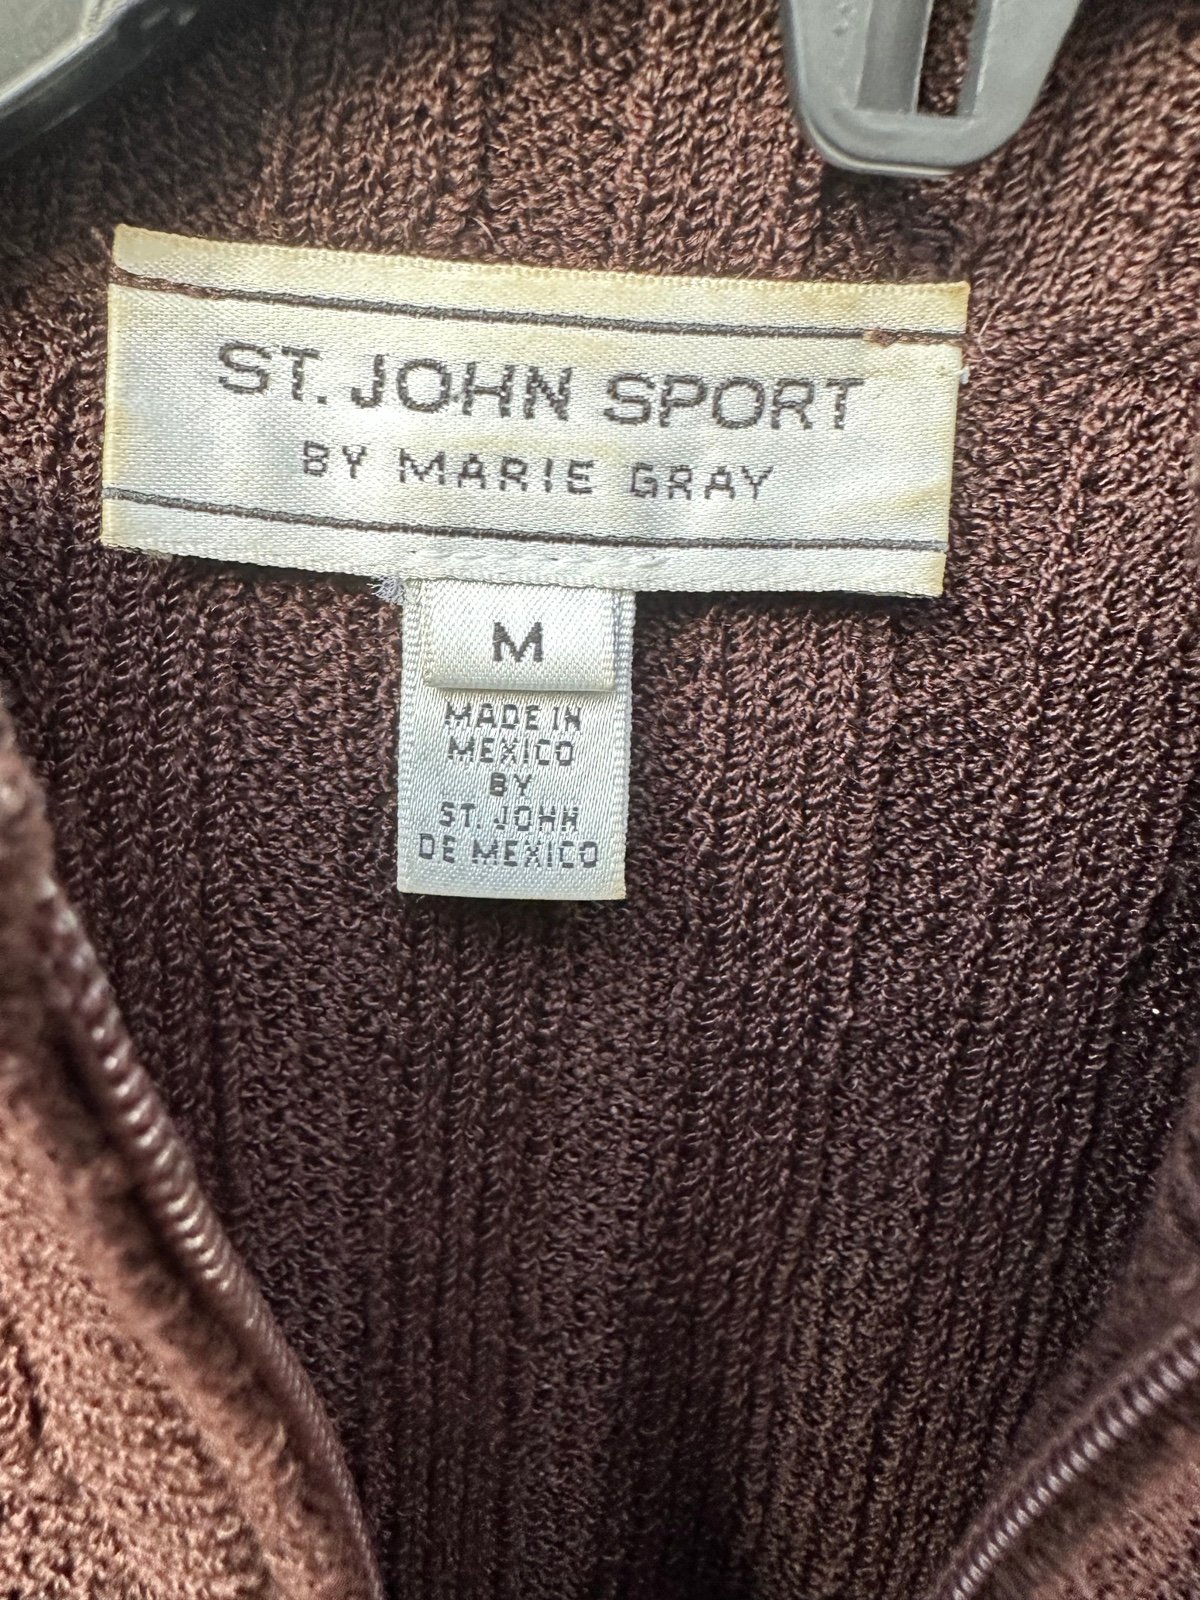 ST. JOHN SPORT
BY MARIE GRAY
M
MADE IN
MEXICO
BY
ST. JOHN
DE MEXICO